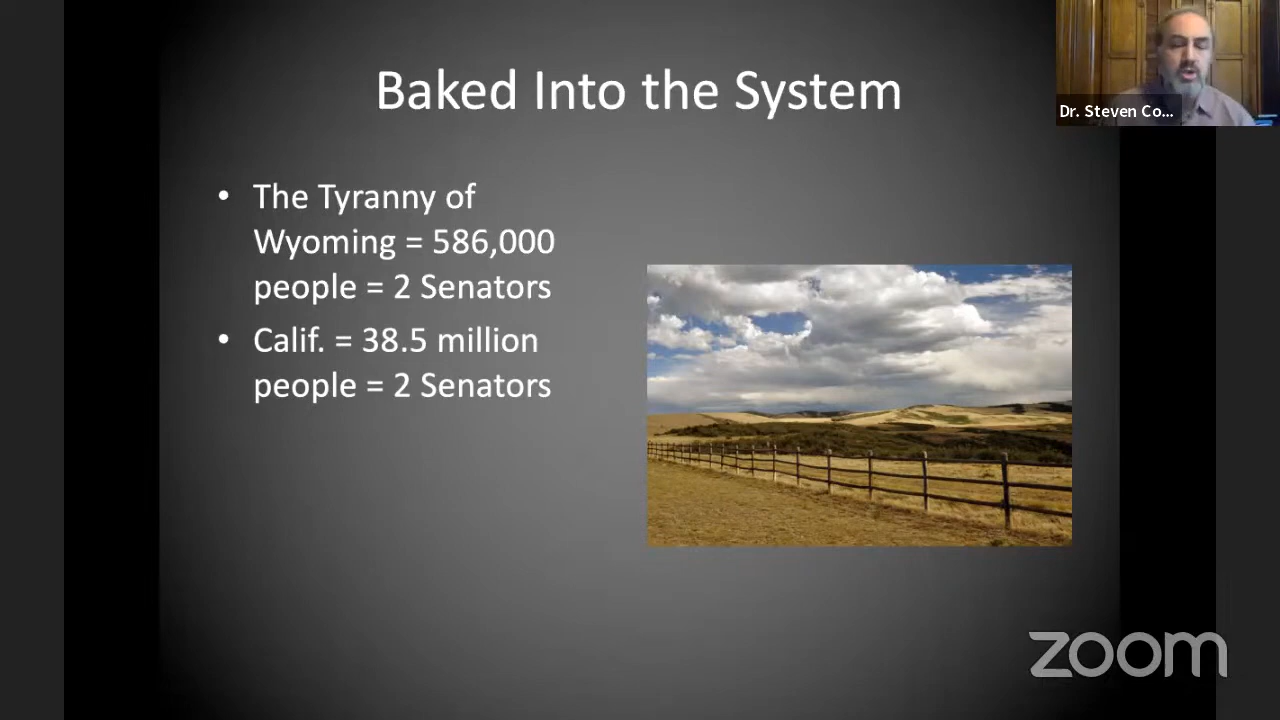 Baked Into the System
Dr. Steven Co...
• The Tyranny of
Wyoming = 586,000
people = 2 Senators
• Calif. = 38.5 million
people = 2 Senators
zoom